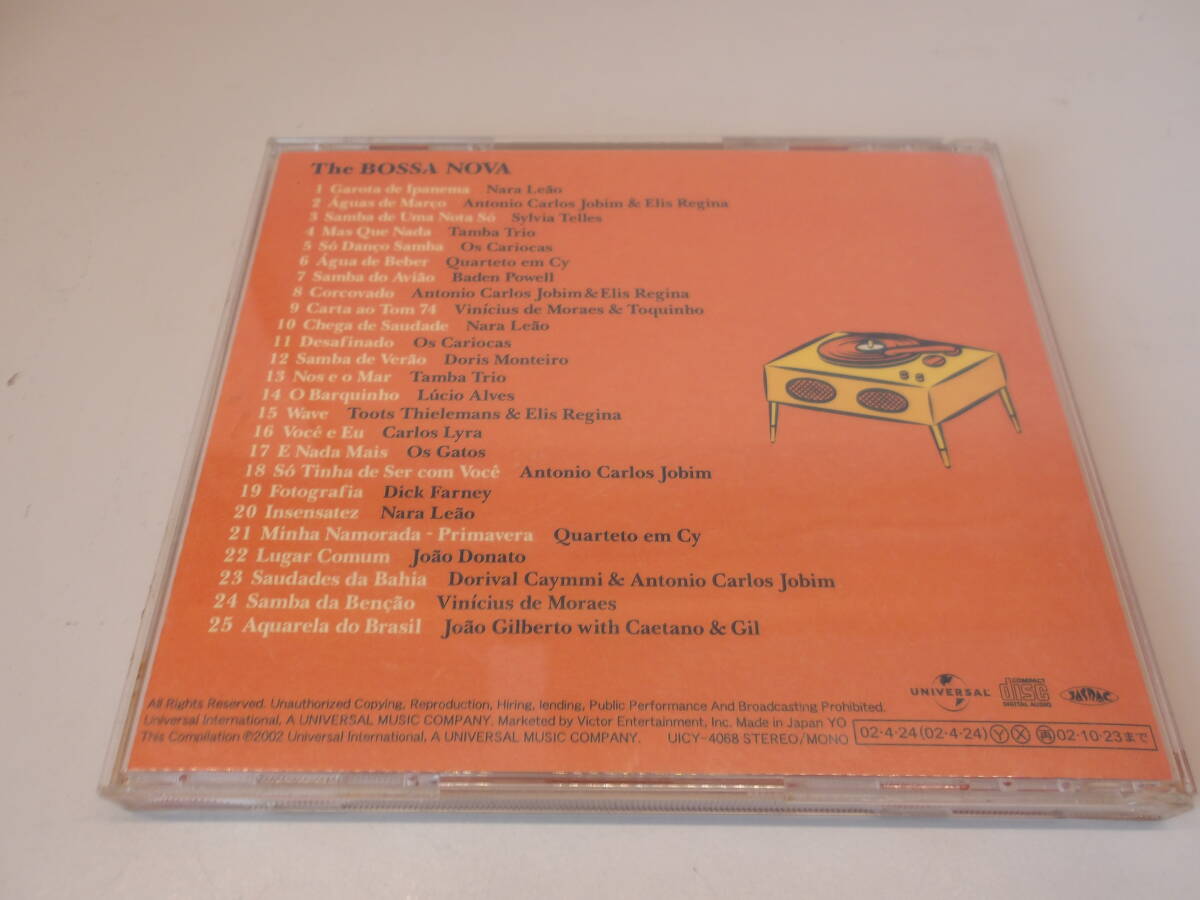 The BOSSA NOVA
1 Garota de Ipanema Nara Leão
2 Águas de Março Antonio Carlos Jobim & Elis Regina
3 Samba de Uma Nota Só Sylvia Telles
4 Mas Que Nada Tamba Trio
5 Só Danço Samba Os Cariocas
6 Água de Beber Quarteto em Cy
7 Samba do Avião Baden Powell
8 Corcovado Antonio Carlos Jobim&Elis Regina
9 Carta ao Tom 74 Vinícius de Moraes & Toquinho
10 Chega de Saudade Nara Leão
11 Desafinado Os Cariocas
12 Samba de Verão Doris Monteiro
13 Nos e o Mar Tamba Trio
14 O Barquinho Lúcio Alves
15 Wave Toots Thielemans & Elis Regina
16 Você e Eu Carlos Lyra
17 E Nada Mais Os Gatos
18 Só Tinha de Ser com Você Antonio Carlos Jobim
19 Fotografia Dick Farney
20 Insensatez Nara Leão
21 Minha Namorada - Primavera Quarteto em Cy
22 Lugar Comum João Donato
23 Saudades da Bahia Dorival Caymmi & Antonio Carlos Jobim
24 Samba da Benção Vinícius de Moraes
25 Aquarela do Brasil João Gilberto with Caetano & Gil
UNIVERSAL COMPACT disc DIGITAL AUDIO JASRAC
All Rights Reserved. Unauthorized Copying, Reproduction, Hiring, lending, Public Performance And Broadcasting Prohibited.
Universal International, A UNIVERSAL MUSIC COMPANY. Marketed by Victor Entertainment, Inc. Made in Japan YO
This Compilation ©2002 Universal International, A UNIVERSAL MUSIC COMPANY. UICY-4068 STEREO/MONO
02・4・24(02・4・24)ⓎⓍ㊞02・10・23まで